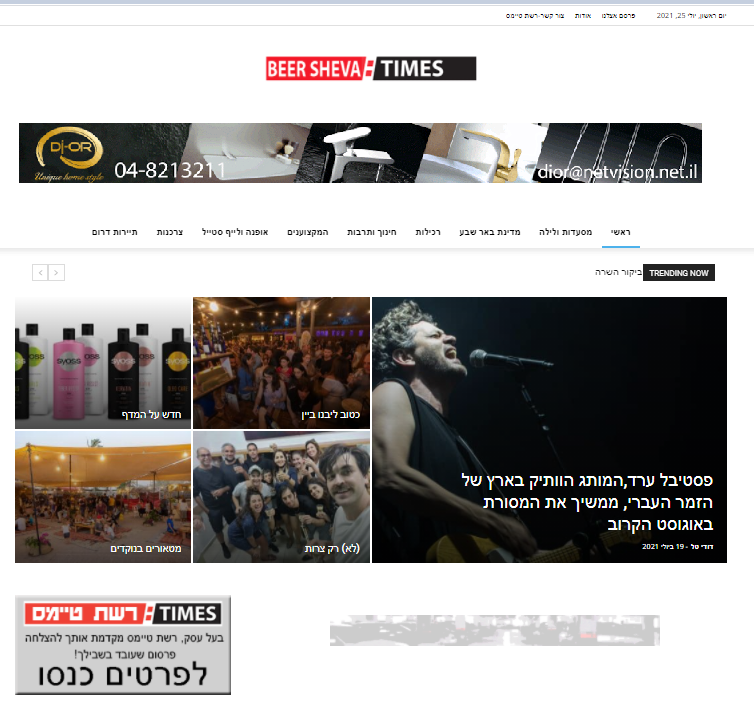 יום ראשון, יולי 25, 2021
פרסם אצלנו
אודות
צור קשר-רשת טיימס
BEER SHEVA :TIMES
Di-OR
Unique home style
04-8213211
dior@netvision.net.il
ראשי
מסעדות ולילה
מדינת באר שבע
רכילות
חינוך ותרבות
המקצוענים
אופנה ולייף סטייל
צרכנות
תיירות דרום
TRENDING NOW
ביקור השרה
פסטיבל ערד,המותג הוותיק בארץ של
הזמר העברי, ממשיך את המסורת
באוגוסט הקרוב
דודי טל - 19 ביולי 2021
כטוב ליבנו ביין
syoss
חדש על המדף
(לא) רק צרות
מטאורים בנוקדים
רשת טיימס :TIMES
בעל עסק, רשת טיימס מקדמת אותך להצלחה
פרסום שעובד בשבילך!
לפרטים כנסו